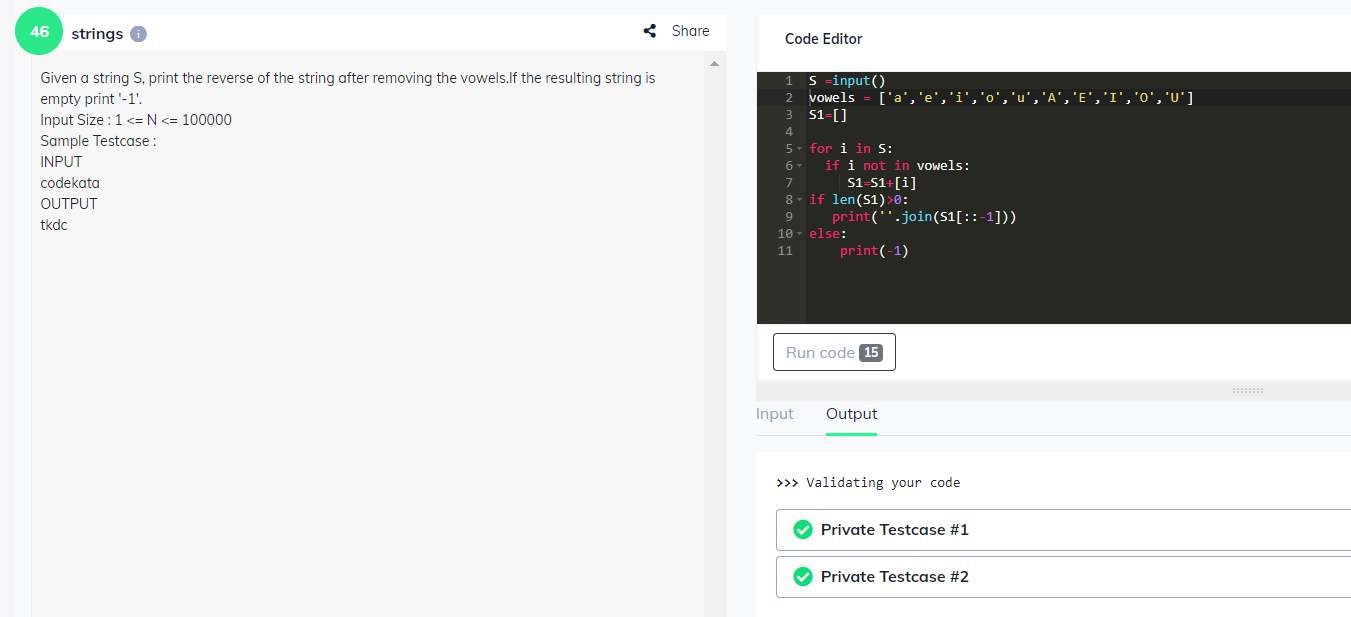 46
strings i
Share
Given a string S, print the reverse of the string after removing the vowels.If the resulting string is
empty print '-1'.
Input Size : 1 <= N <= 100000
Sample Testcase :
INPUT
codekata
OUTPUT
tkdc
Code Editor
1 S =input()
2 vowels = ['a','e','i','o','u','A','E','I','O','U']
3 S1=[]
4
5 for i in S:
6 if i not in vowels:
7 S1=S1+[i]
8 if len(S1)>0:
9 print(''.join(S1[::-1]))
10 else:
11 print(-1)
Run code 15
Input Output
>>> Validating your code
Private Testcase #1
Private Testcase #2